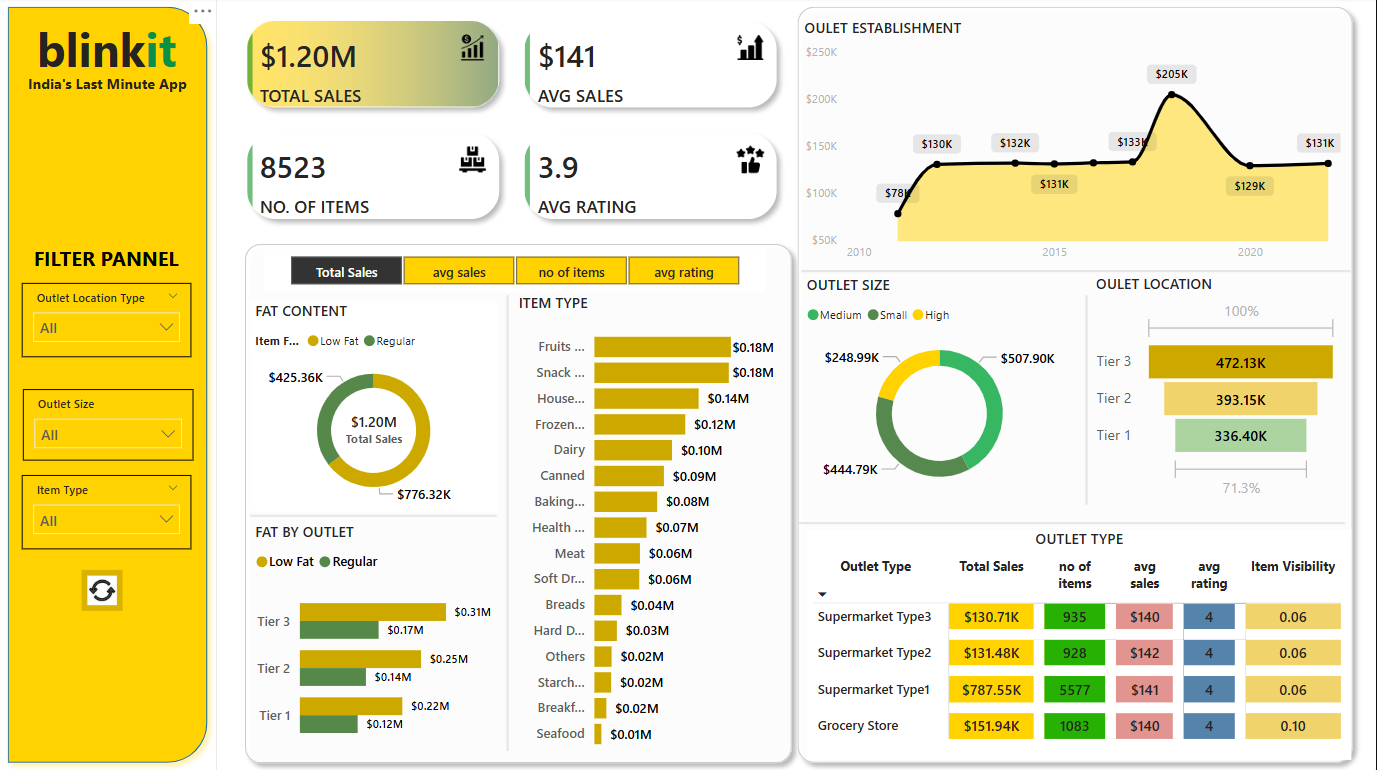 blinkit
India's Last Minute App
FILTER PANNEL
Outlet Location Type
All
Outlet Size
All
Item Type
All
$1.20M
TOTAL SALES
$141
AVG SALES
8523
NO. OF ITEMS
3.9
AVG RATING
Total Sales
avg sales
no of items
avg rating
FAT CONTENT
Item F...
Low Fat
Regular
$425.36K
$1.20M
Total Sales
$776.32K
FAT BY OUTLET
Low Fat
Regular
Tier 3
$0.31M
$0.17M
Tier 2
$0.25M
$0.14M
Tier 1
$0.22M
$0.12M
ITEM TYPE
Fruits ... $0.18M
Snack ... $0.18M
House... $0.14M
Frozen... $0.12M
Dairy $0.10M
Canned $0.09M
Baking... $0.08M
Health ... $0.07M
Meat $0.06M
Soft Dr... $0.06M
Breads $0.04M
Hard D... $0.03M
Others $0.02M
Starch... $0.02M
Breakf... $0.02M
Seafood $0.01M
OULET ESTABLISHMENT
$250K
$200K
$150K
$100K
$50K
$78K
$130K
$132K
$131K
$133K
$205K
$129K
$131K
2010
2015
2020
OUTLET SIZE
Medium
Small
High
$248.99K
$507.90K
$444.79K
OULET LOCATION
100%
Tier 3 472.13K
Tier 2 393.15K
Tier 1 336.40K
71.3%
OUTLET TYPE
Outlet Type Total Sales no of items avg sales avg rating Item Visibility
Supermarket Type3 $130.71K 935 $140 4 0.06
Supermarket Type2 $131.48K 928 $142 4 0.06
Supermarket Type1 $787.55K 5577 $141 4 0.06
Grocery Store $151.94K 1083 $140 4 0.10